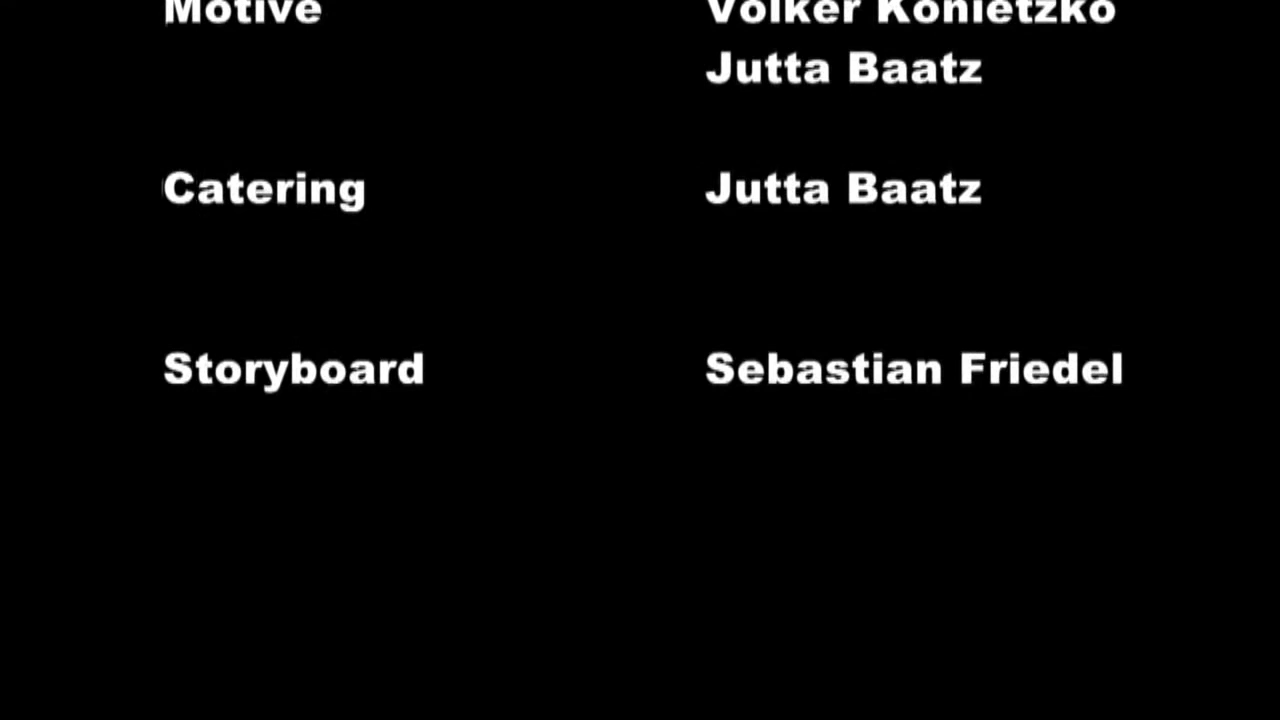 Motive Volker Konietzko
Jutta Baatz
Catering Jutta Baatz
Storyboard Sebastian Friedel